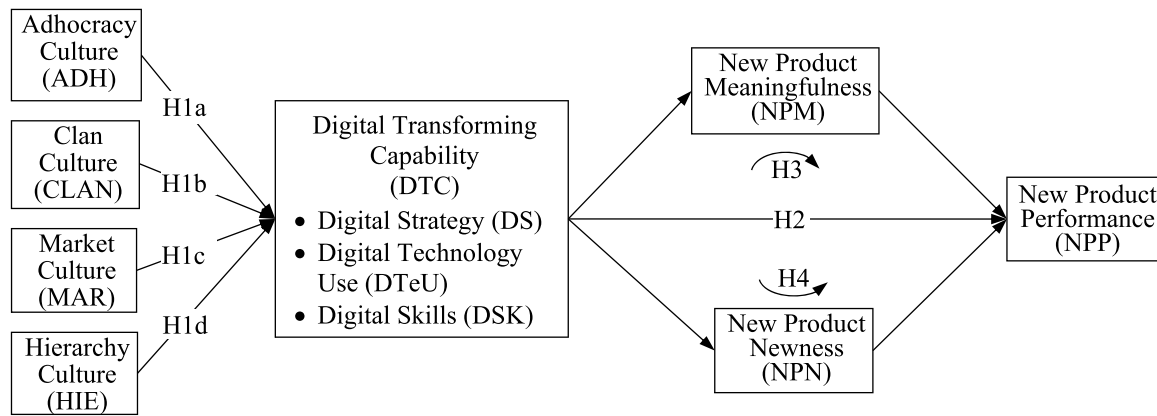 Adhocracy
Culture
(ADH)
H1a
Clan
Culture
(CLAN)
H1b
Market
Culture
(MAR)
H1c
Hierarchy
Culture
(HIE)
H1d
Digital Transforming
Capability
(DTC)
• Digital Strategy (DS)
• Digital Technology
Use (DTeU)
• Digital Skills (DSK)
New Product
Meaningfulness
(NPM)
H3
H2
H4
New Product
Newness
(NPN)
New Product
Performance
(NPP)